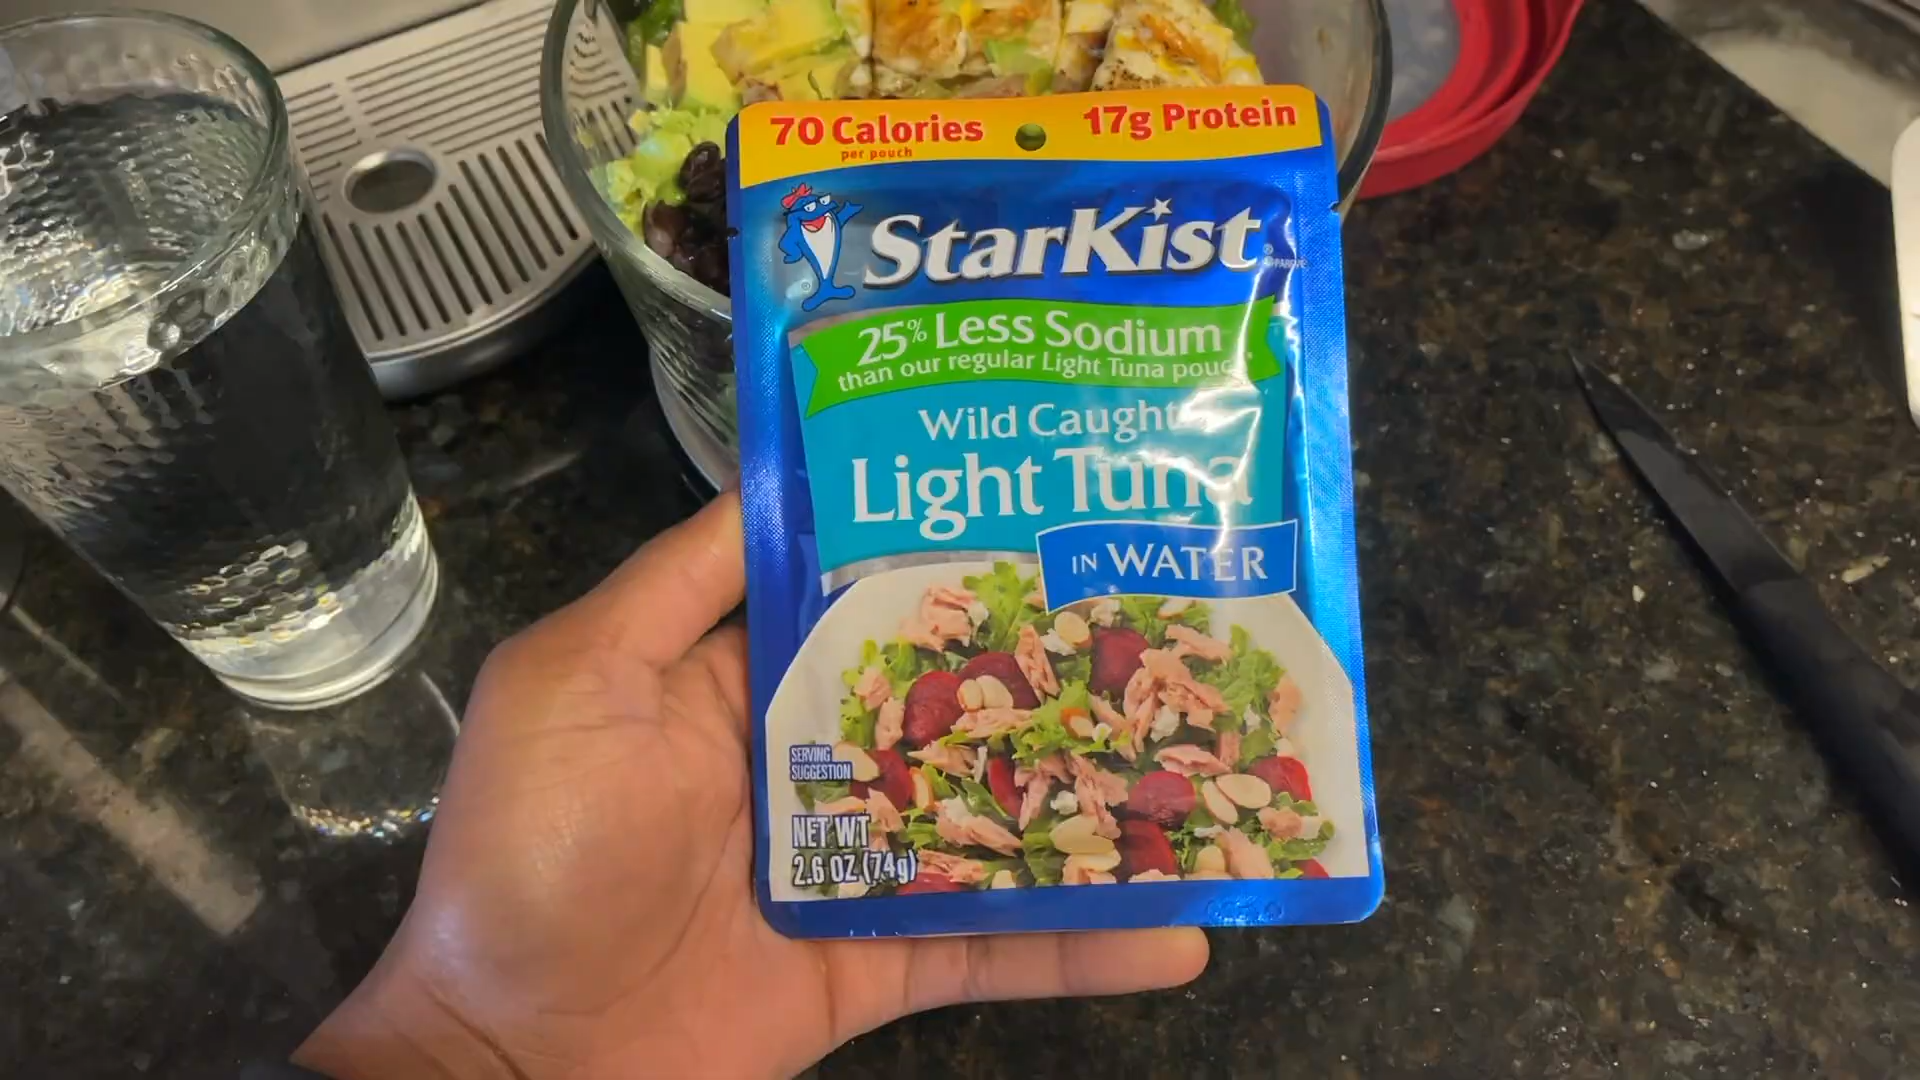 70 Calories
per pouch
17g Protein
StarKist
25% Less Sodium
than our regular Light Tuna
Wild Caught
Light Tuna
IN WATER
SERVING
SUGGESTION
NET WT
2.6 OZ (74g)